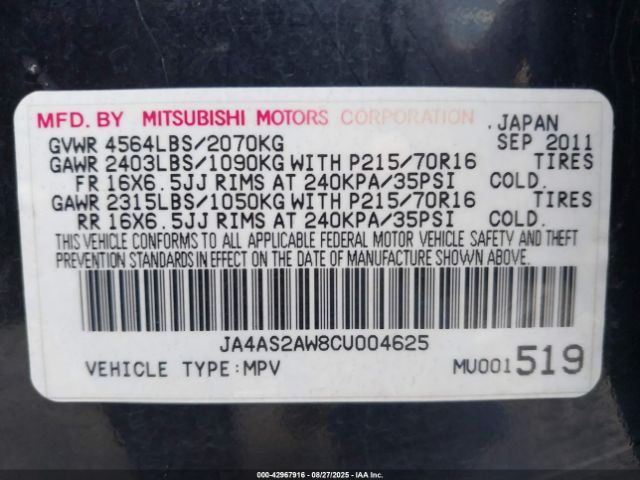 MFD. BY MITSUBISHI MOTORS CORPORATION JAPAN
GVWR 4564LBS/2070KG SEP 2011
GAWR 2403LBS/1090KG WITH P215/70R16 TIRES
FR 16X6.5JJ RIMS AT 240KPA/35PSI COLD.
GAWR 2315LBS/1050KG WITH P215/70R16 TIRES
RR 16X6.5JJ RIMS AT 240KPA/35PSI COLD.
THIS VEHICLE CONFORMS TO ALL APPLICABLE FEDERAL MOTOR VEHICLE SAFETY AND THEFT
PREVENTION STANDARDS IN EFFECT ON THE DATE OF MANUFACTURE SHOWN ABOVE.
JA4AS2AW8CU004625
VEHICLE TYPE:MPV MU001519
000-42967916 - 08/27/2025 - IAAI, Inc.